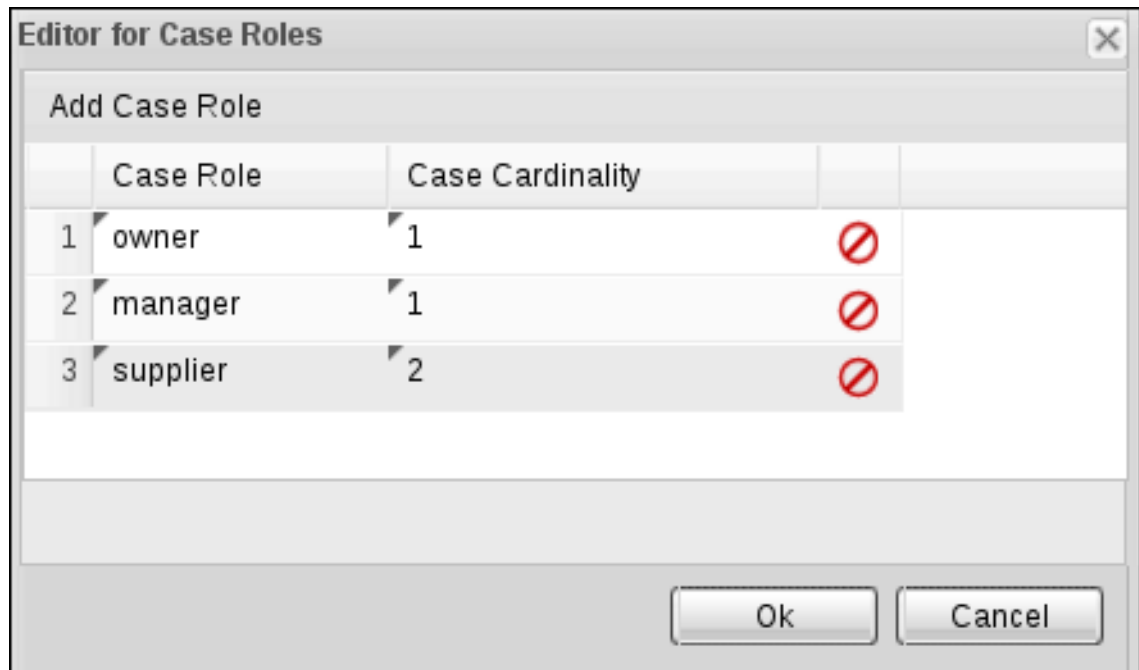 Editor for Case Roles
Add Case Role
Case Role Case Cardinality
1 owner 1
2 manager 1
3 supplier 2
Ok Cancel